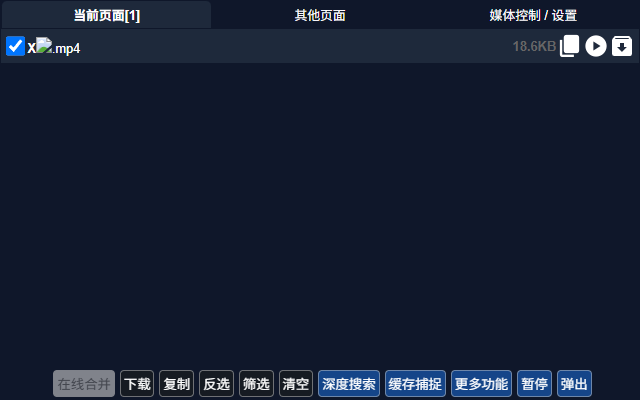 当前页面[1] 其他页面 媒体控制 / 设置
X .mp4 18.6KB
在线合并 下载 复制 反选 筛选 清空 深度搜索 缓存捕捉 更多功能 暂停 弹出